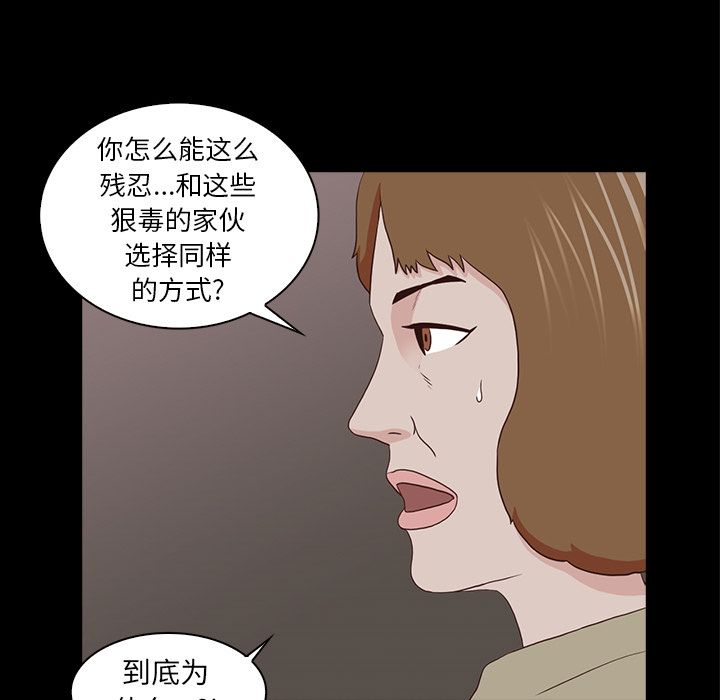 你怎么能这么
残忍...和这些
狠毒的家伙
选择同样
的方式?
到底为